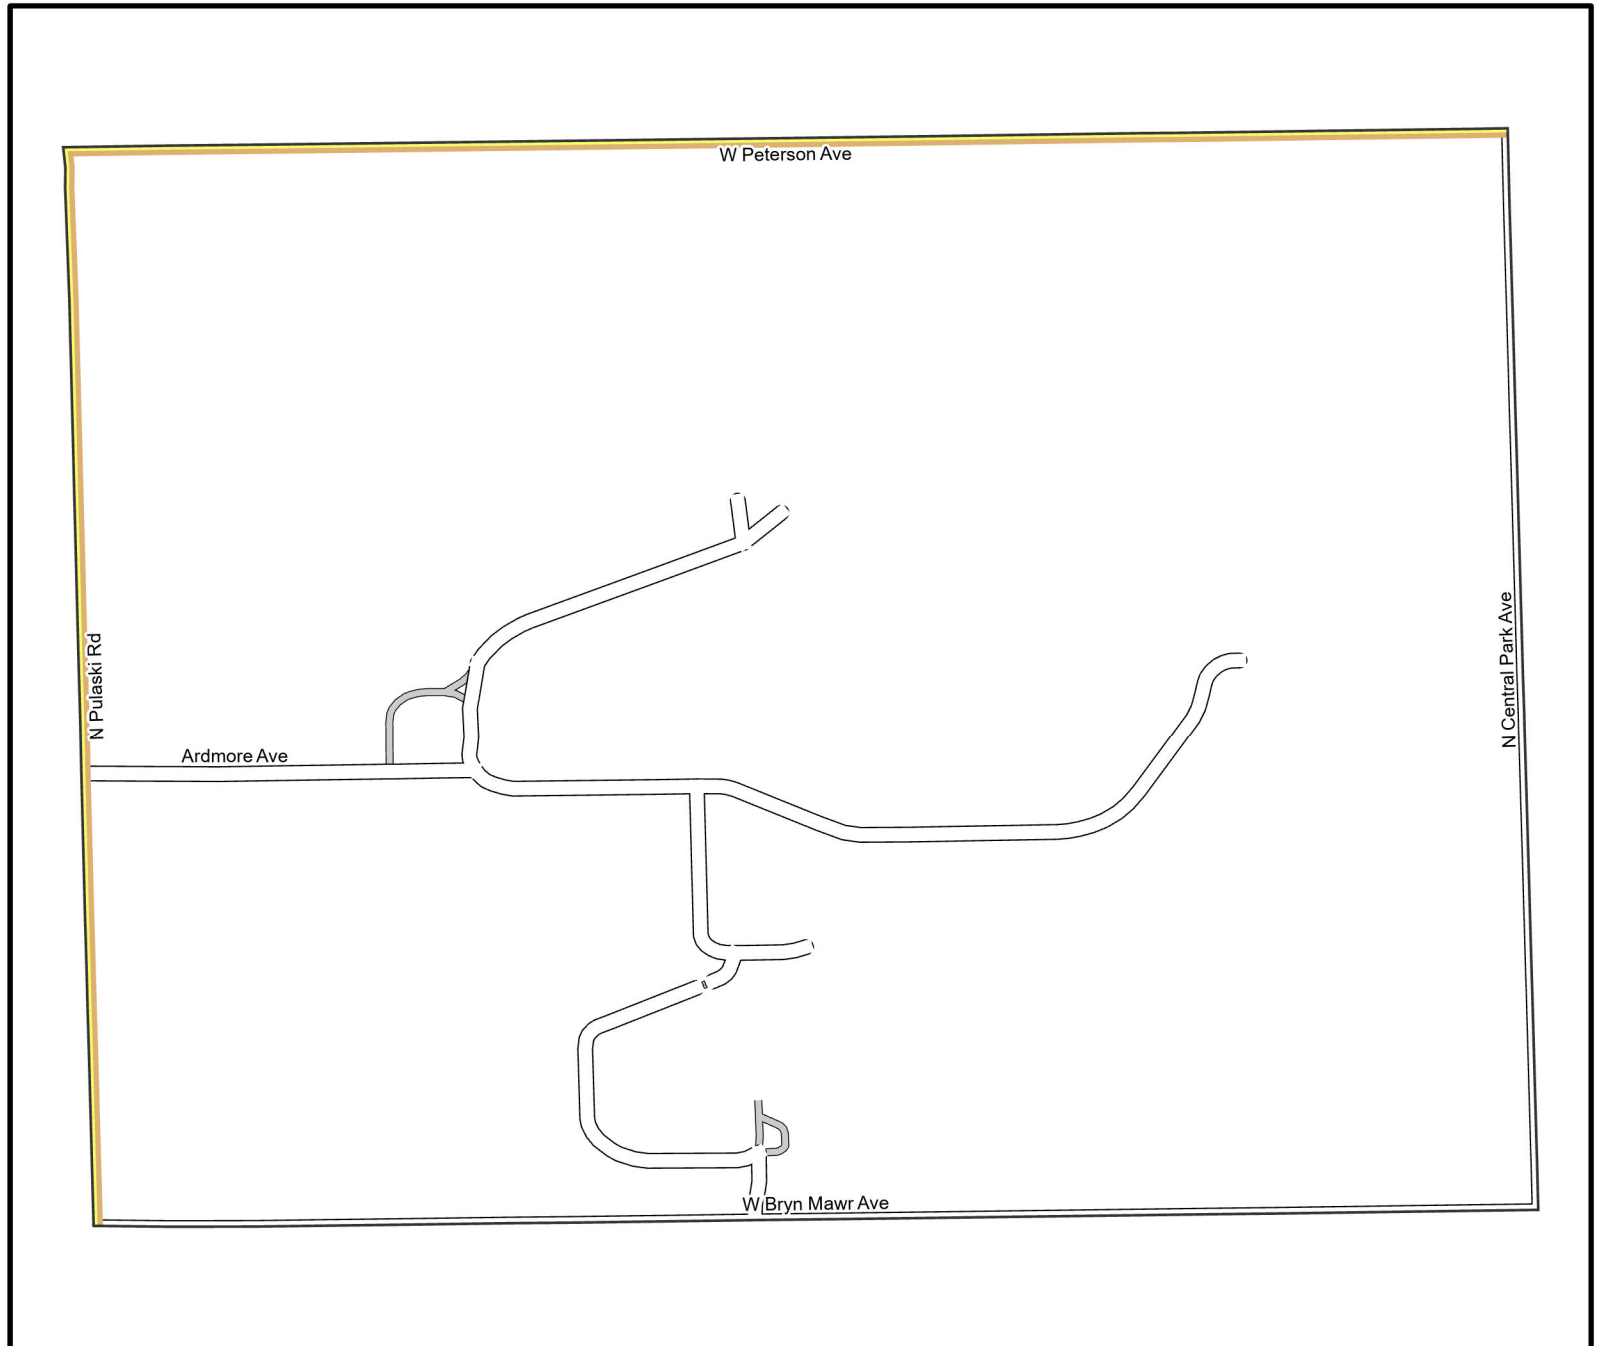 W Peterson Ave
N Pulaski Rd
N Central Park Ave
Ardmore Ave
W Bryn Mawr Ave